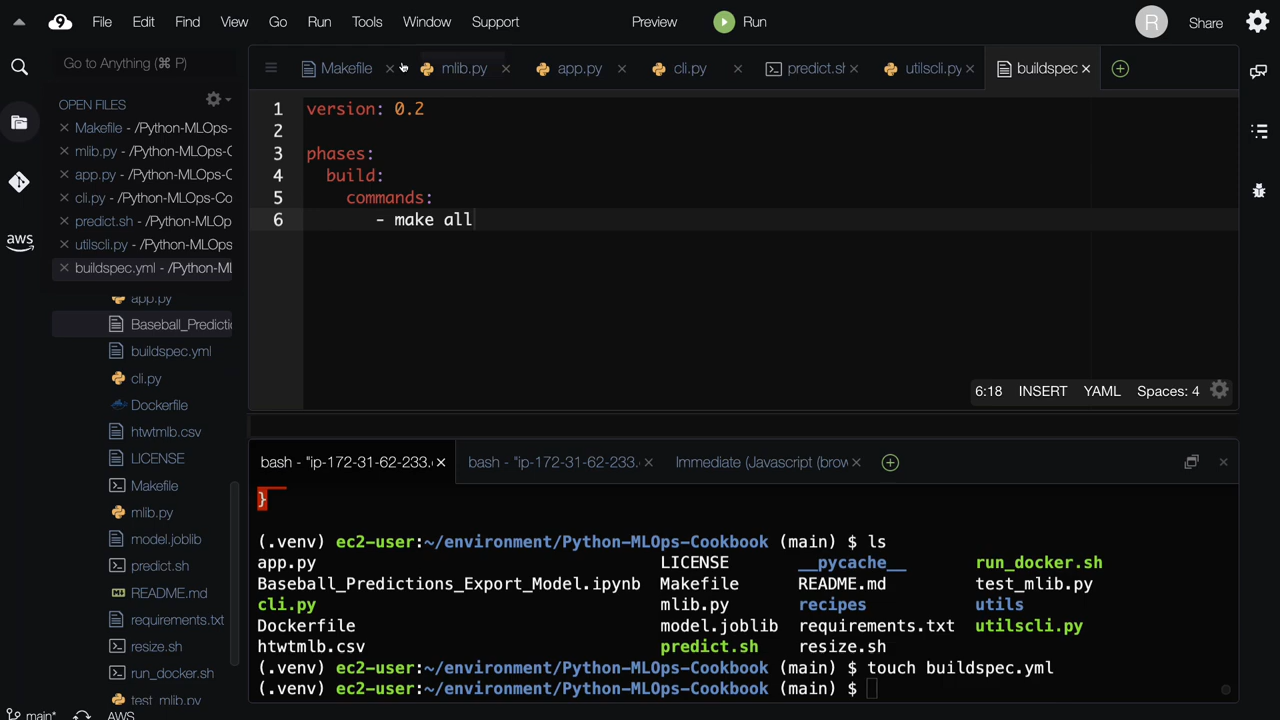 File Edit Find View Go Run Tools Window Support Preview Run R Share
Go to Anything (⌘ P)
Makefile mlib.py app.py cli.py predict.sh utilscli.py buildspec
OPEN FILES
Makefile - /Python-MLOps-
mlib.py - /Python-MLOps-C
app.py - /Python-MLOps-C
cli.py - /Python-MLOps-Co
predict.sh - /Python-MLOp
utilscli.py - /Python-MLOps
buildspec.yml - /Python-ML
app.py
Baseball_Predictio
buildspec.yml
cli.py
Dockerfile
htwtmlb.csv
LICENSE
Makefile
mlib.py
model.joblib
predict.sh
README.md
requirements.txt
resize.sh
run_docker.sh
test_mlib.py
aws
1 version: 0.2
2
3 phases:
4 build:
5 commands:
6 - make all
6:18 INSERT YAML Spaces: 4
bash - "ip-172-31-62-233. bash - "ip-172-31-62-233. Immediate (Javascript (brow
}
(.venv) ec2-user:~/environment/Python-MLOps-Cookbook (main) $ ls
app.py LICENSE __pycache__ run_docker.sh
Baseball_Predictions_Export_Model.ipynb Makefile README.md test_mlib.py
cli.py mlib.py recipes utils
Dockerfile model.joblib requirements.txt utilscli.py
htwtmlb.csv predict.sh resize.sh
(.venv) ec2-user:~/environment/Python-MLOps-Cookbook (main) $ touch buildspec.yml
(.venv) ec2-user:~/environment/Python-MLOps-Cookbook (main) $
main* AWS